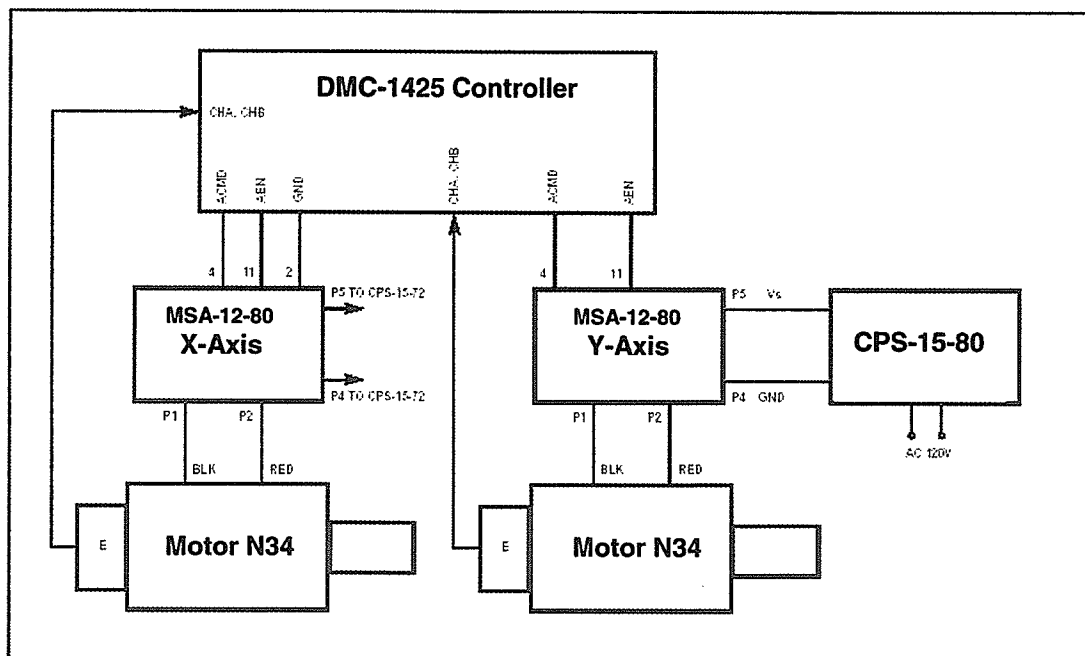 DMC-1425 Controller
CHA, CHB
ACMD
AEN
GND
CHA, CHB
ACMD
AEN
4
11
2
4
11
MSA-12-80
X-Axis
P5 TO CPS-15-72
P4 TO CPS-15-72
MSA-12-80
Y-Axis
P5 Vs
P4 GND
CPS-15-80
AC 120V
P1
P2
BLK
RED
P1
P2
BLK
RED
E
Motor N34
E
Motor N34